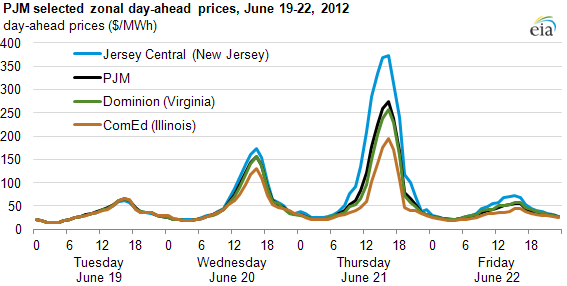 PJM selected zonal day-ahead prices, June 19-22, 2012
day-ahead prices ($/MWh)
eia
400
350
300
250
200
150
100
50
0
Jersey Central (New Jersey)
PJM
Dominion (Virginia)
ComEd (Illinois)
0 6 12 18 0 6 12 18 0 6 12 18 0 6 12 18
Tuesday Wednesday Thursday Friday
June 19 June 20 June 21 June 22